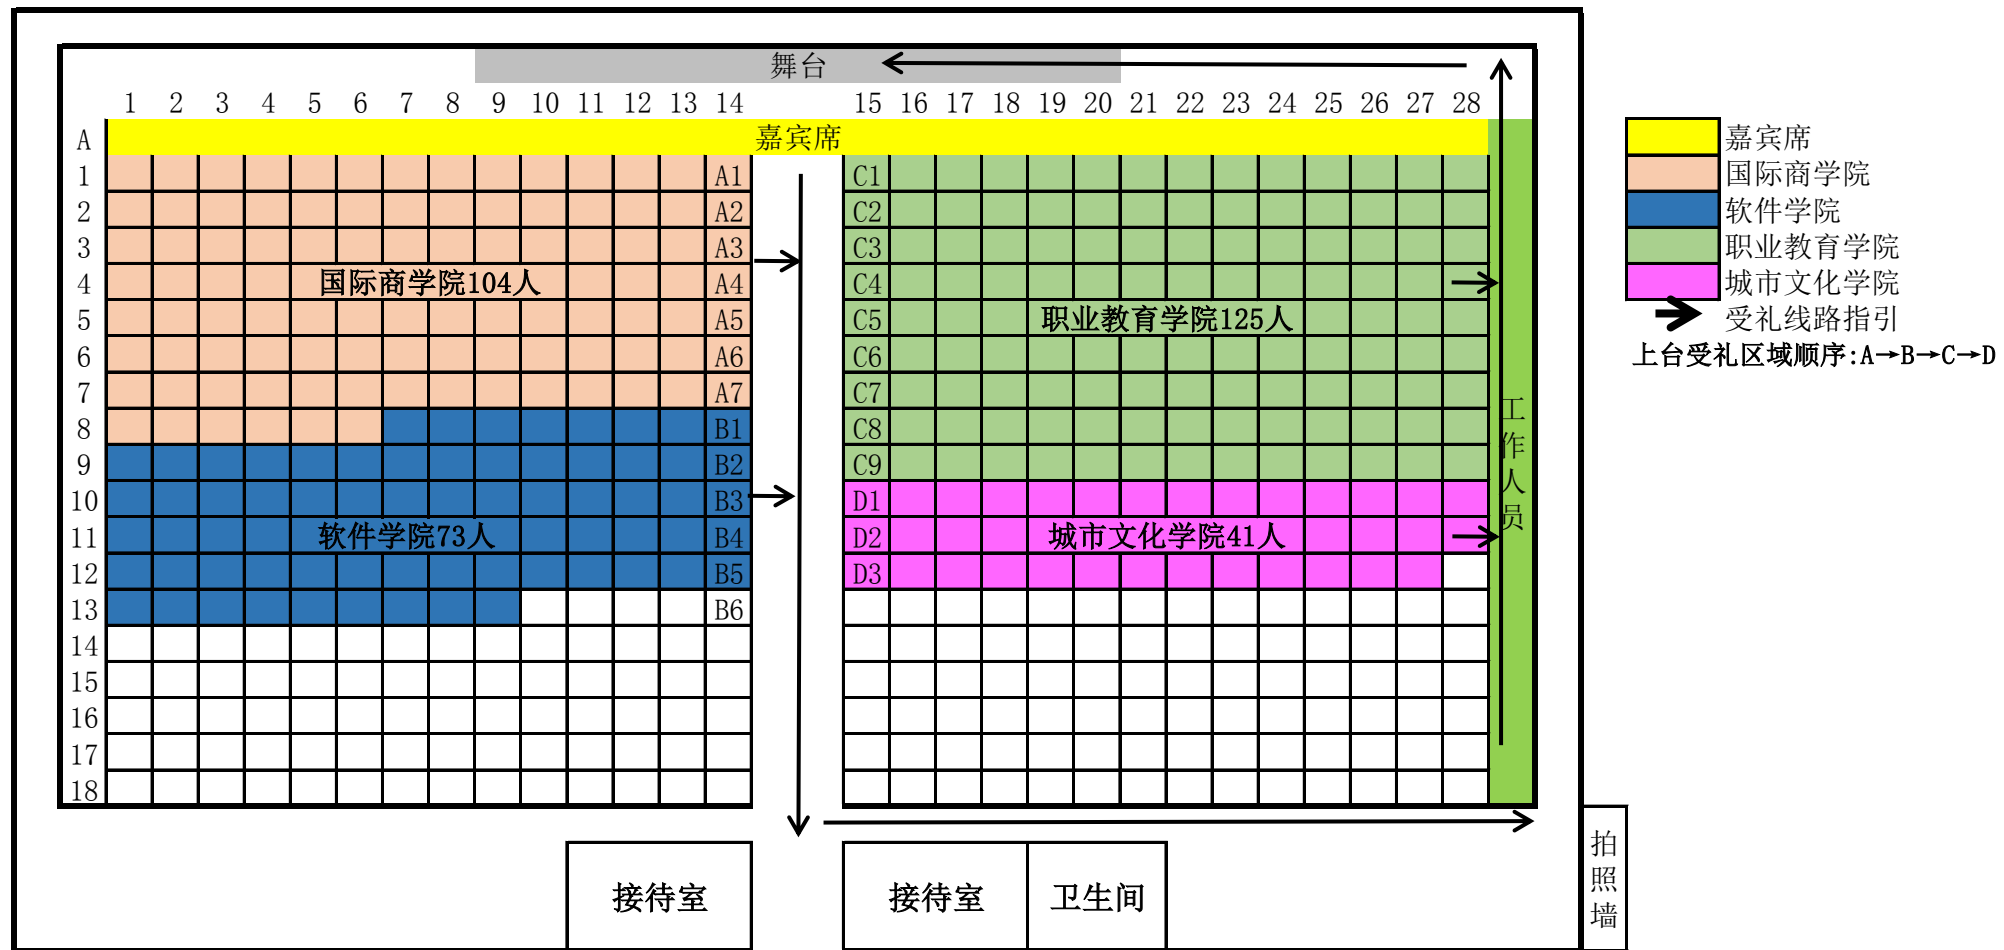 舞台
1 2 3 4 5 6 7 8 9 10 11 12 13 14 15 16 17 18 19 20 21 22 23 24 25 26 27 28
A 嘉宾席
1 A1 C1
2 A2 C2
3 A3 C3
4 国际商学院104人 A4 C4
5 A5 C5 职业教育学院125人
6 A6 C6
7 A7 C7
8 B1 C8
9 B2 C9
10 B3 D1
11 软件学院73人 B4 D2 城市文化学院41人
12 B5 D3
13 B6
14
15
16
17
18
工作人员
接待室 接待室 卫生间
拍照墙
嘉宾席
国际商学院
软件学院
职业教育学院
城市文化学院
受礼线路指引
上台受礼区域顺序:A→B→C→D